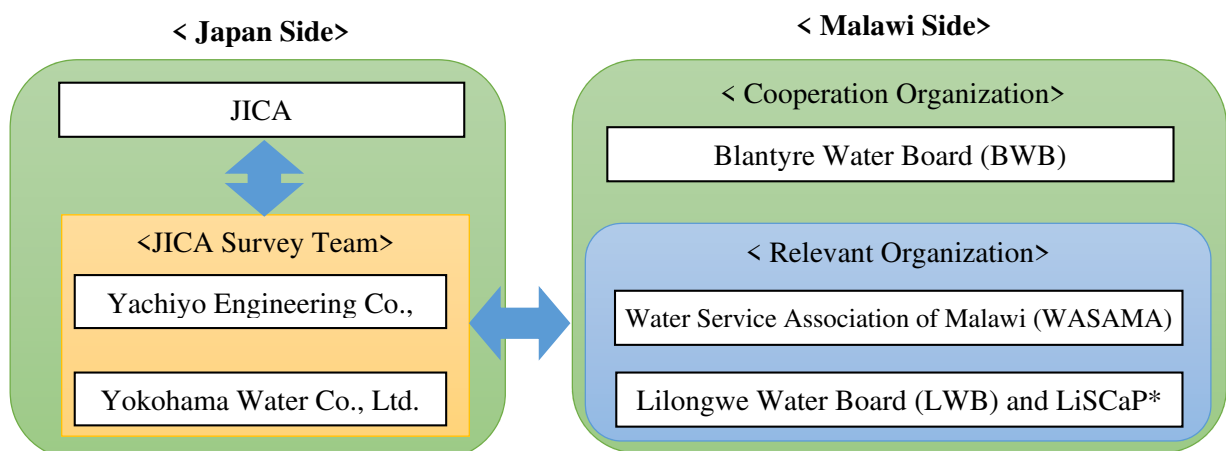 < Japan Side>
JICA
<JICA Survey Team>
Yachiyo Engineering Co.,
Yokohama Water Co., Ltd.
< Malawi Side>
< Cooperation Organization>
Blantyre Water Board (BWB)
< Relevant Organization>
Water Service Association of Malawi (WASAMA)
Lilongwe Water Board (LWB) and LiSCaP*